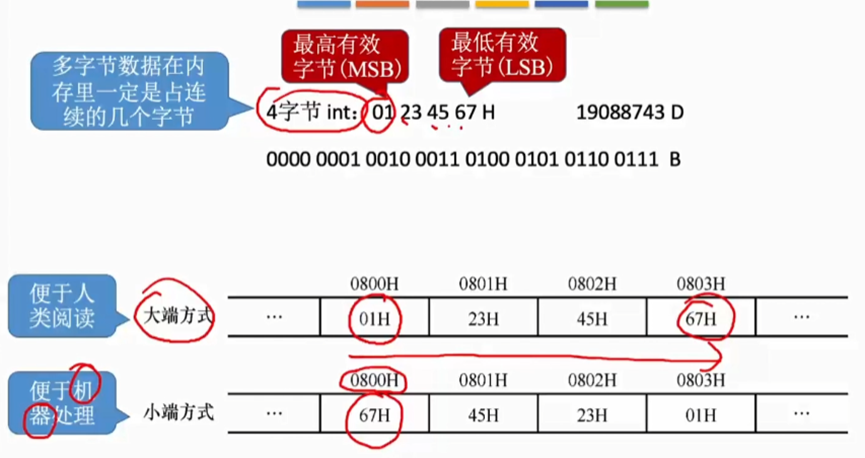 最高有效
字节(MSB)
最低有效
字节(LSB)
多字节数据在内
存里一定是占连
续的几个字节
4字节 int： 01 23 45 67 H 19088743 D
0000 0001 0010 0011 0100 0101 0110 0111 B
0800H 0801H 0802H 0803H
便于人
类阅读
大端方式 … 01H 23H 45H 67H …
0800H 0801H 0802H 0803H
便于机
器处理
小端方式 … 67H 45H 23H 01H …